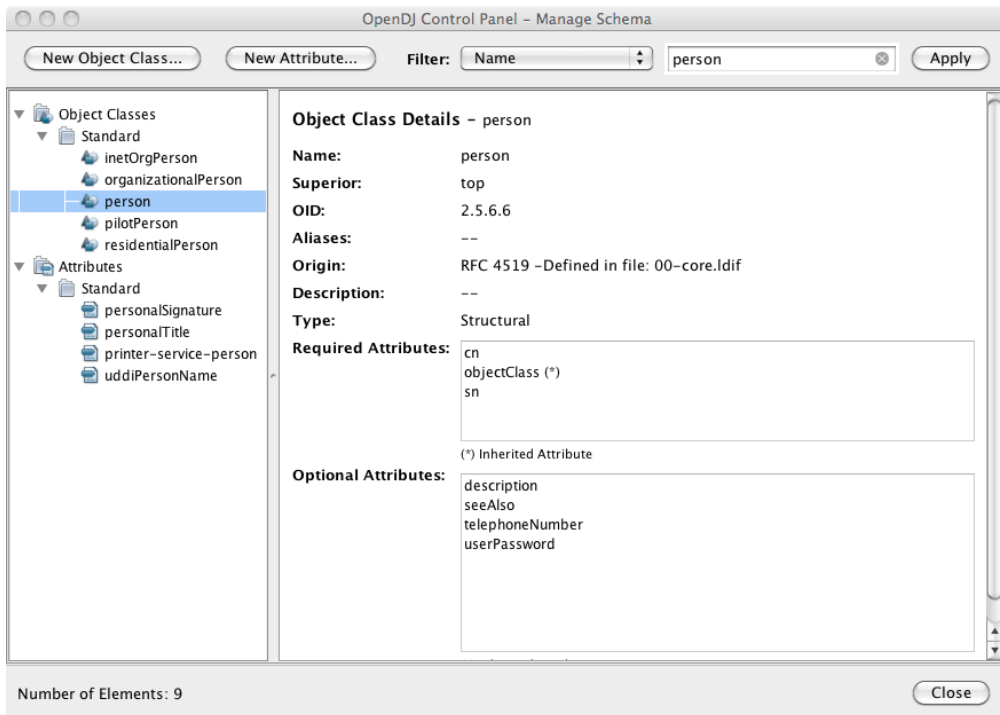 OpenDJ Control Panel – Manage Schema
New Object Class... New Attribute... Filter: Name person Apply
Object Classes
Standard
inetOrgPerson
organizationalPerson
person
pilotPerson
residentialPerson
Attributes
Standard
personalSignature
personalTitle
printer-service-person
uddiPersonName
Object Class Details – person
Name: person
Superior: top
OID: 2.5.6.6
Aliases: --
Origin: RFC 4519 –Defined in file: 00-core.ldif
Description: --
Type: Structural
Required Attributes: cn
objectClass (*)
sn
(*) Inherited Attribute
Optional Attributes: description
seeAlso
telephoneNumber
userPassword
Number of Elements: 9 Close